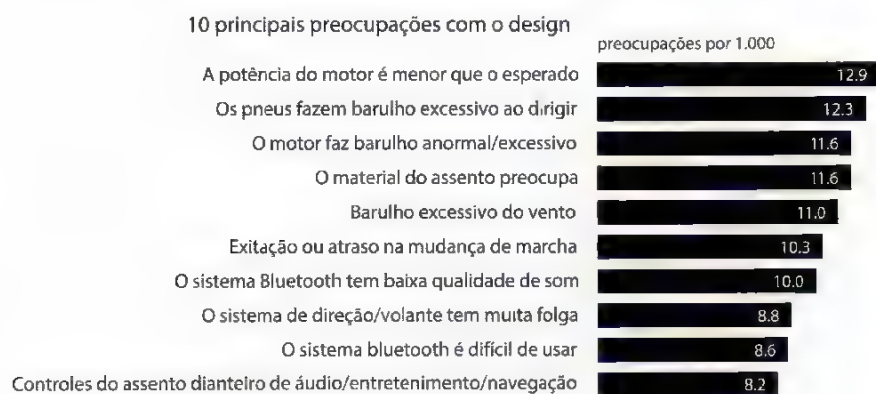 10 principais preocupações com o design
preocupações por 1.000
A potência do motor é menor que o esperado 12.9
Os pneus fazem barulho excessivo ao dirigir 12.3
O motor faz barulho anormal/excessivo 11.6
O material do assento preocupa 11.6
Barulho excessivo do vento 11.0
Exitação ou atraso na mudança de marcha 10.3
O sistema Bluetooth tem baixa qualidade de som 10.0
O sistema de direção/volante tem muita folga 8.8
O sistema bluetooth é difícil de usar 8.6
Controles do assento dianteiro de áudio/entretenimento/navegação 8.2